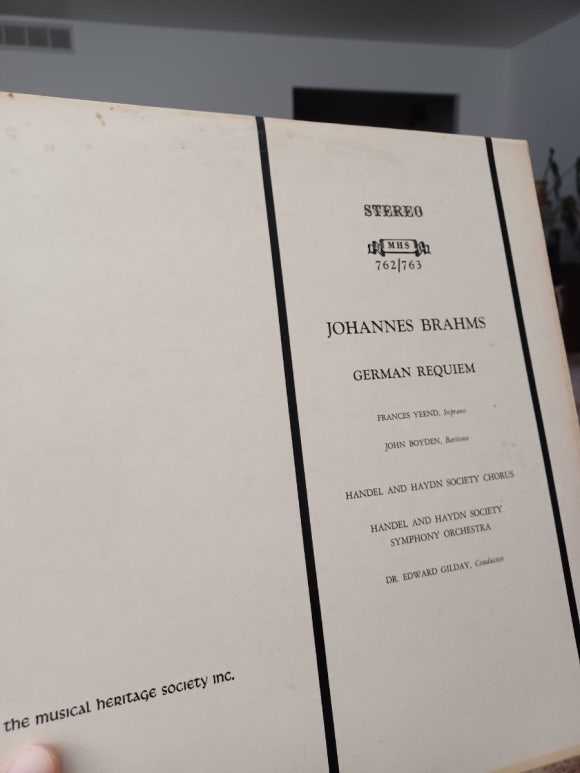 STEREO
MHS
762/763
JOHANNES BRAHMS
GERMAN REQUIEM
FRANCES YEEND, Soprano
JOHN BOYDEN, Baritone
HANDEL AND HAYDN SOCIETY CHORUS
HANDEL AND HAYDN SOCIETY
SYMPHONY ORCHESTRA
DR. EDWARD GILDAY, Conductor
the musical heritage society inc.